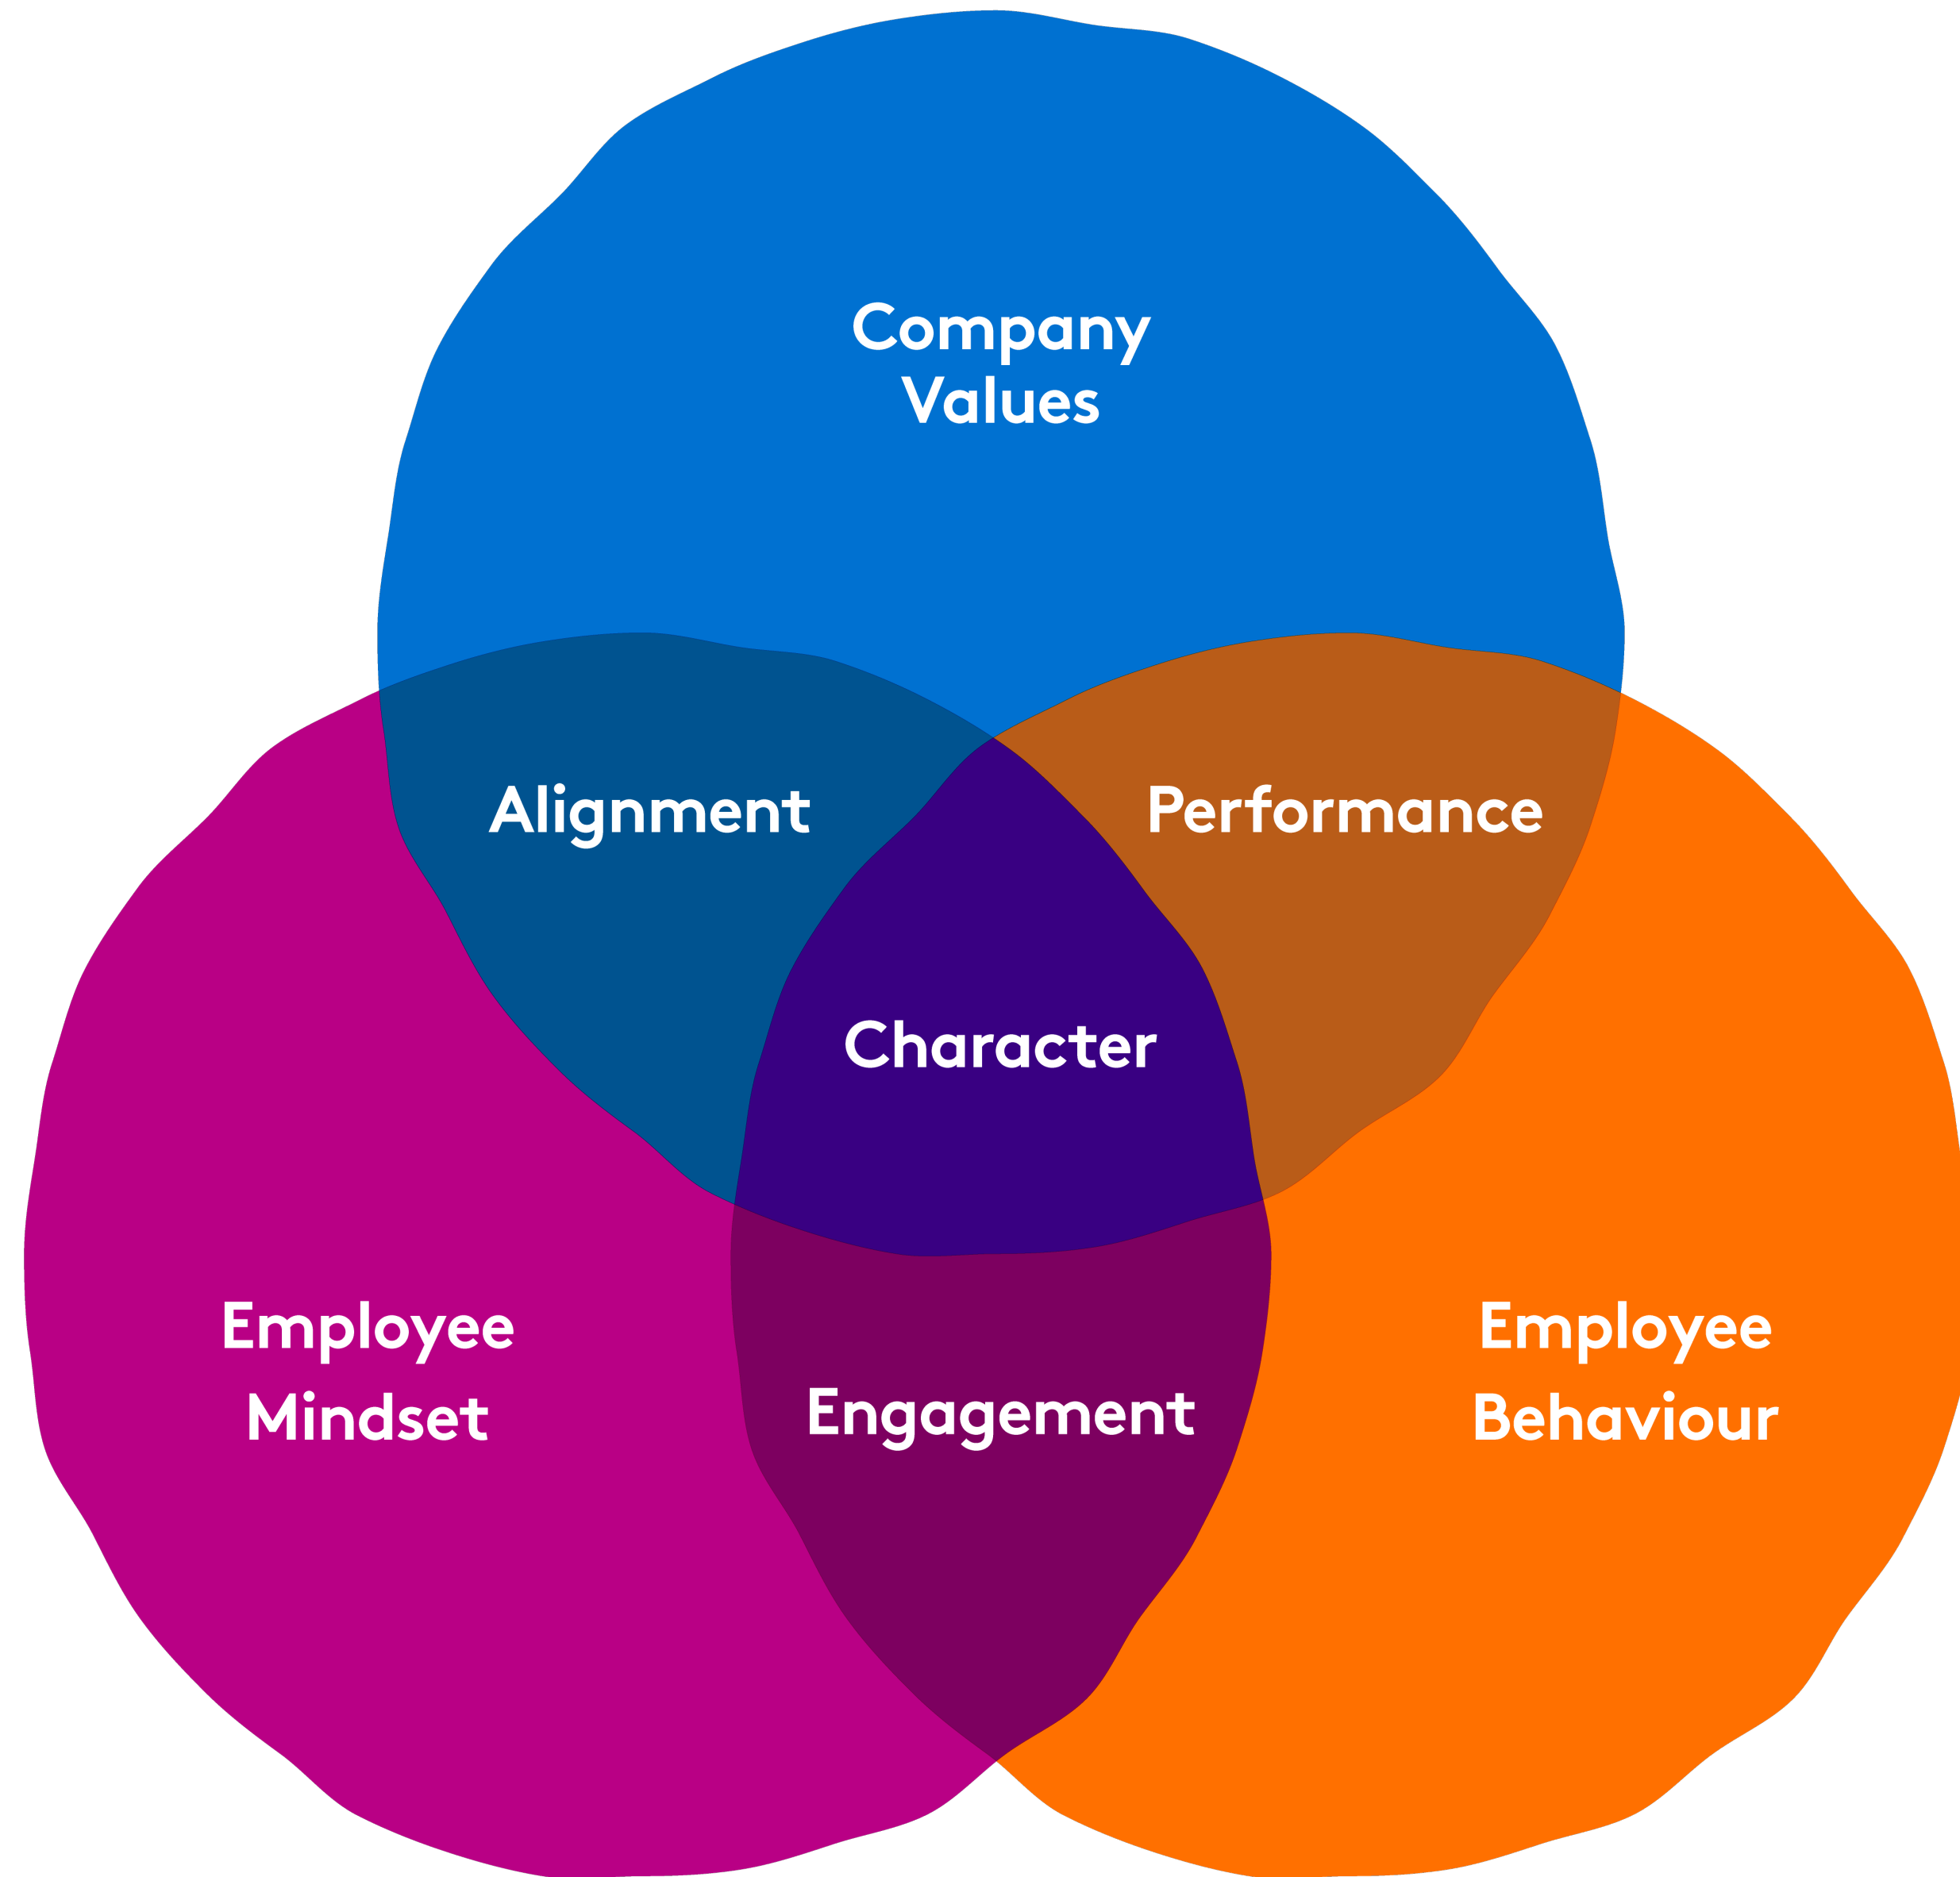 Company
Values
Alignment
Performance
Character
Employee
Mindset
Engagement
Employee
Behaviour